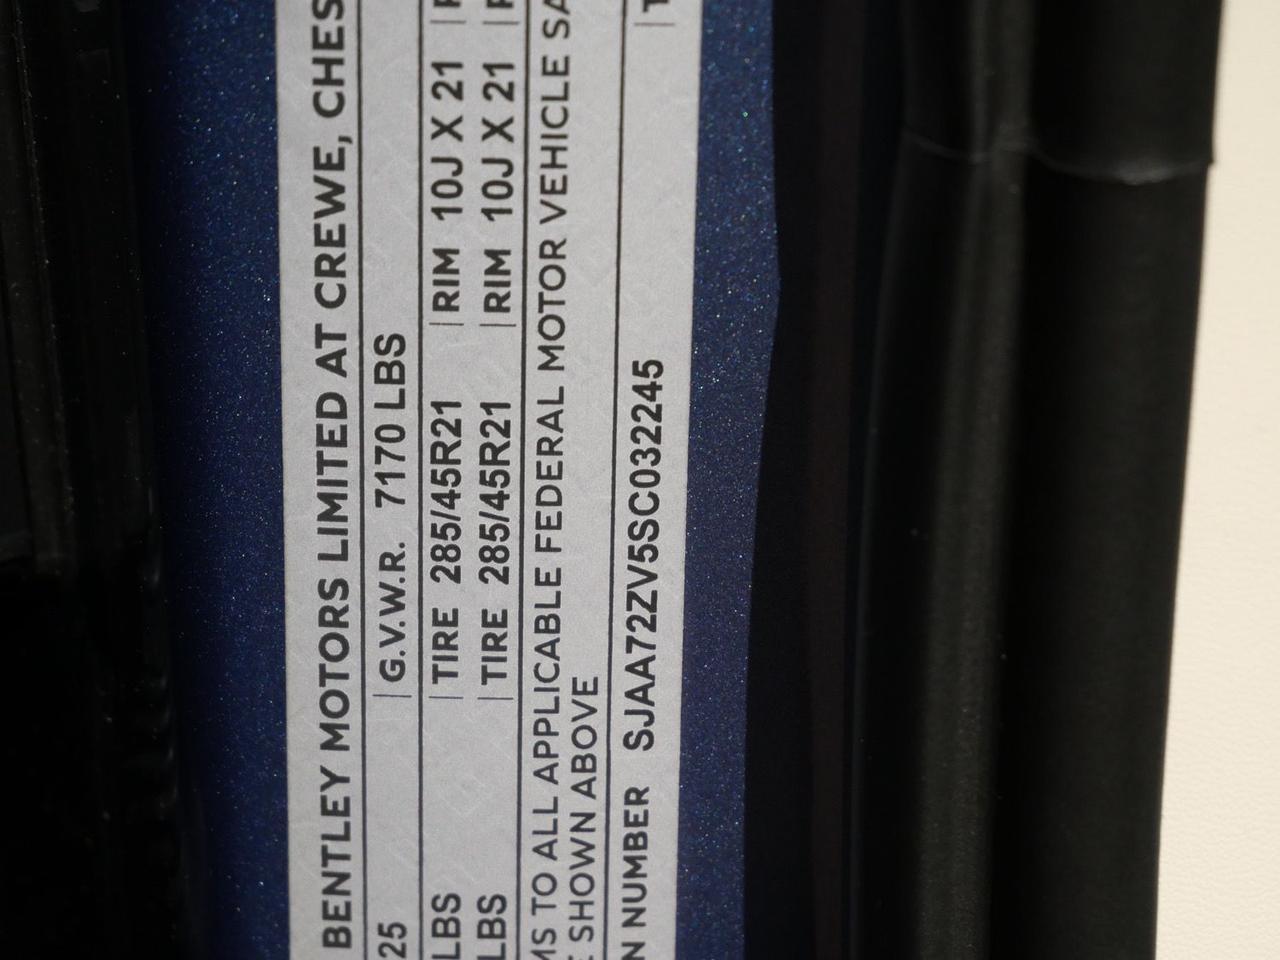 BENTLEY MOTORS LIMITED AT CREWE, CHES
25 G.V.W.R. 7170 LBS
LBS TIRE 285/45R21 RIM 10J X 21
LBS TIRE 285/45R21 RIM 10J X 21
MS TO ALL APPLICABLE FEDERAL MOTOR VEHICLE SA
SHOWN ABOVE
N NUMBER SJAA72ZV5SC032245